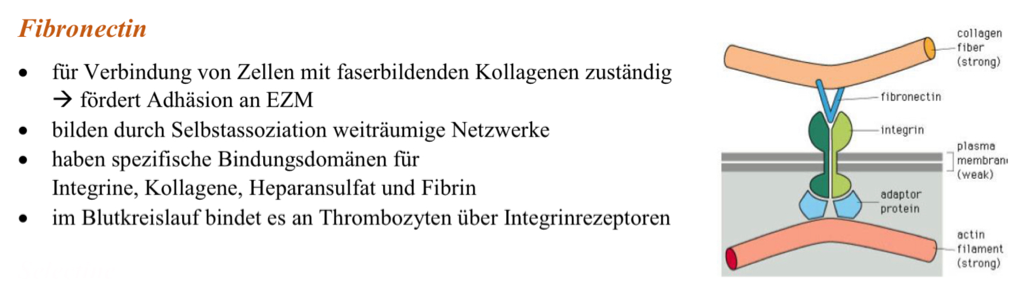 Fibronectin
• für Verbindung von Zellen mit faserbildenden Kollagenen zuständig
→ fördert Adhäsion an EZM
• bilden durch Selbstassoziation weiträumige Netzwerke
• haben spezifische Bindungsdomänen für
Integrine, Kollagene, Heparansulfat und Fibrin
• im Blutkreislauf bindet es an Thrombozyten über Integrinrezeptoren
collagen
fiber
(strong)
fibronectin
integrin
plasma
membran
(weak)
adaptor
protein
actin
filament
(strong)